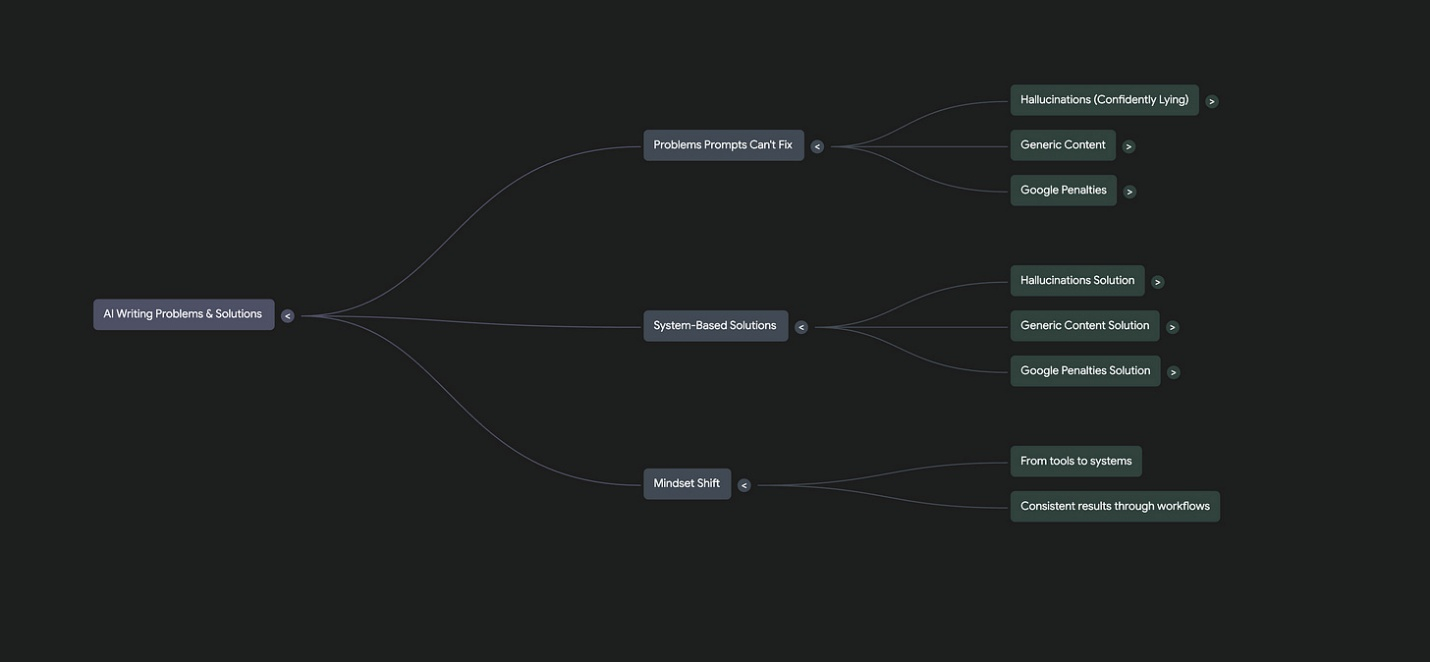 AI Writing Problems & Solutions
<
Problems Prompts Can't Fix
<
Hallucinations (Confidently Lying)
>
Generic Content
>
Google Penalties
>
System-Based Solutions
<
Hallucinations Solution
>
Generic Content Solution
>
Google Penalties Solution
>
Mindset Shift
<
From tools to systems
Consistent results through workflows